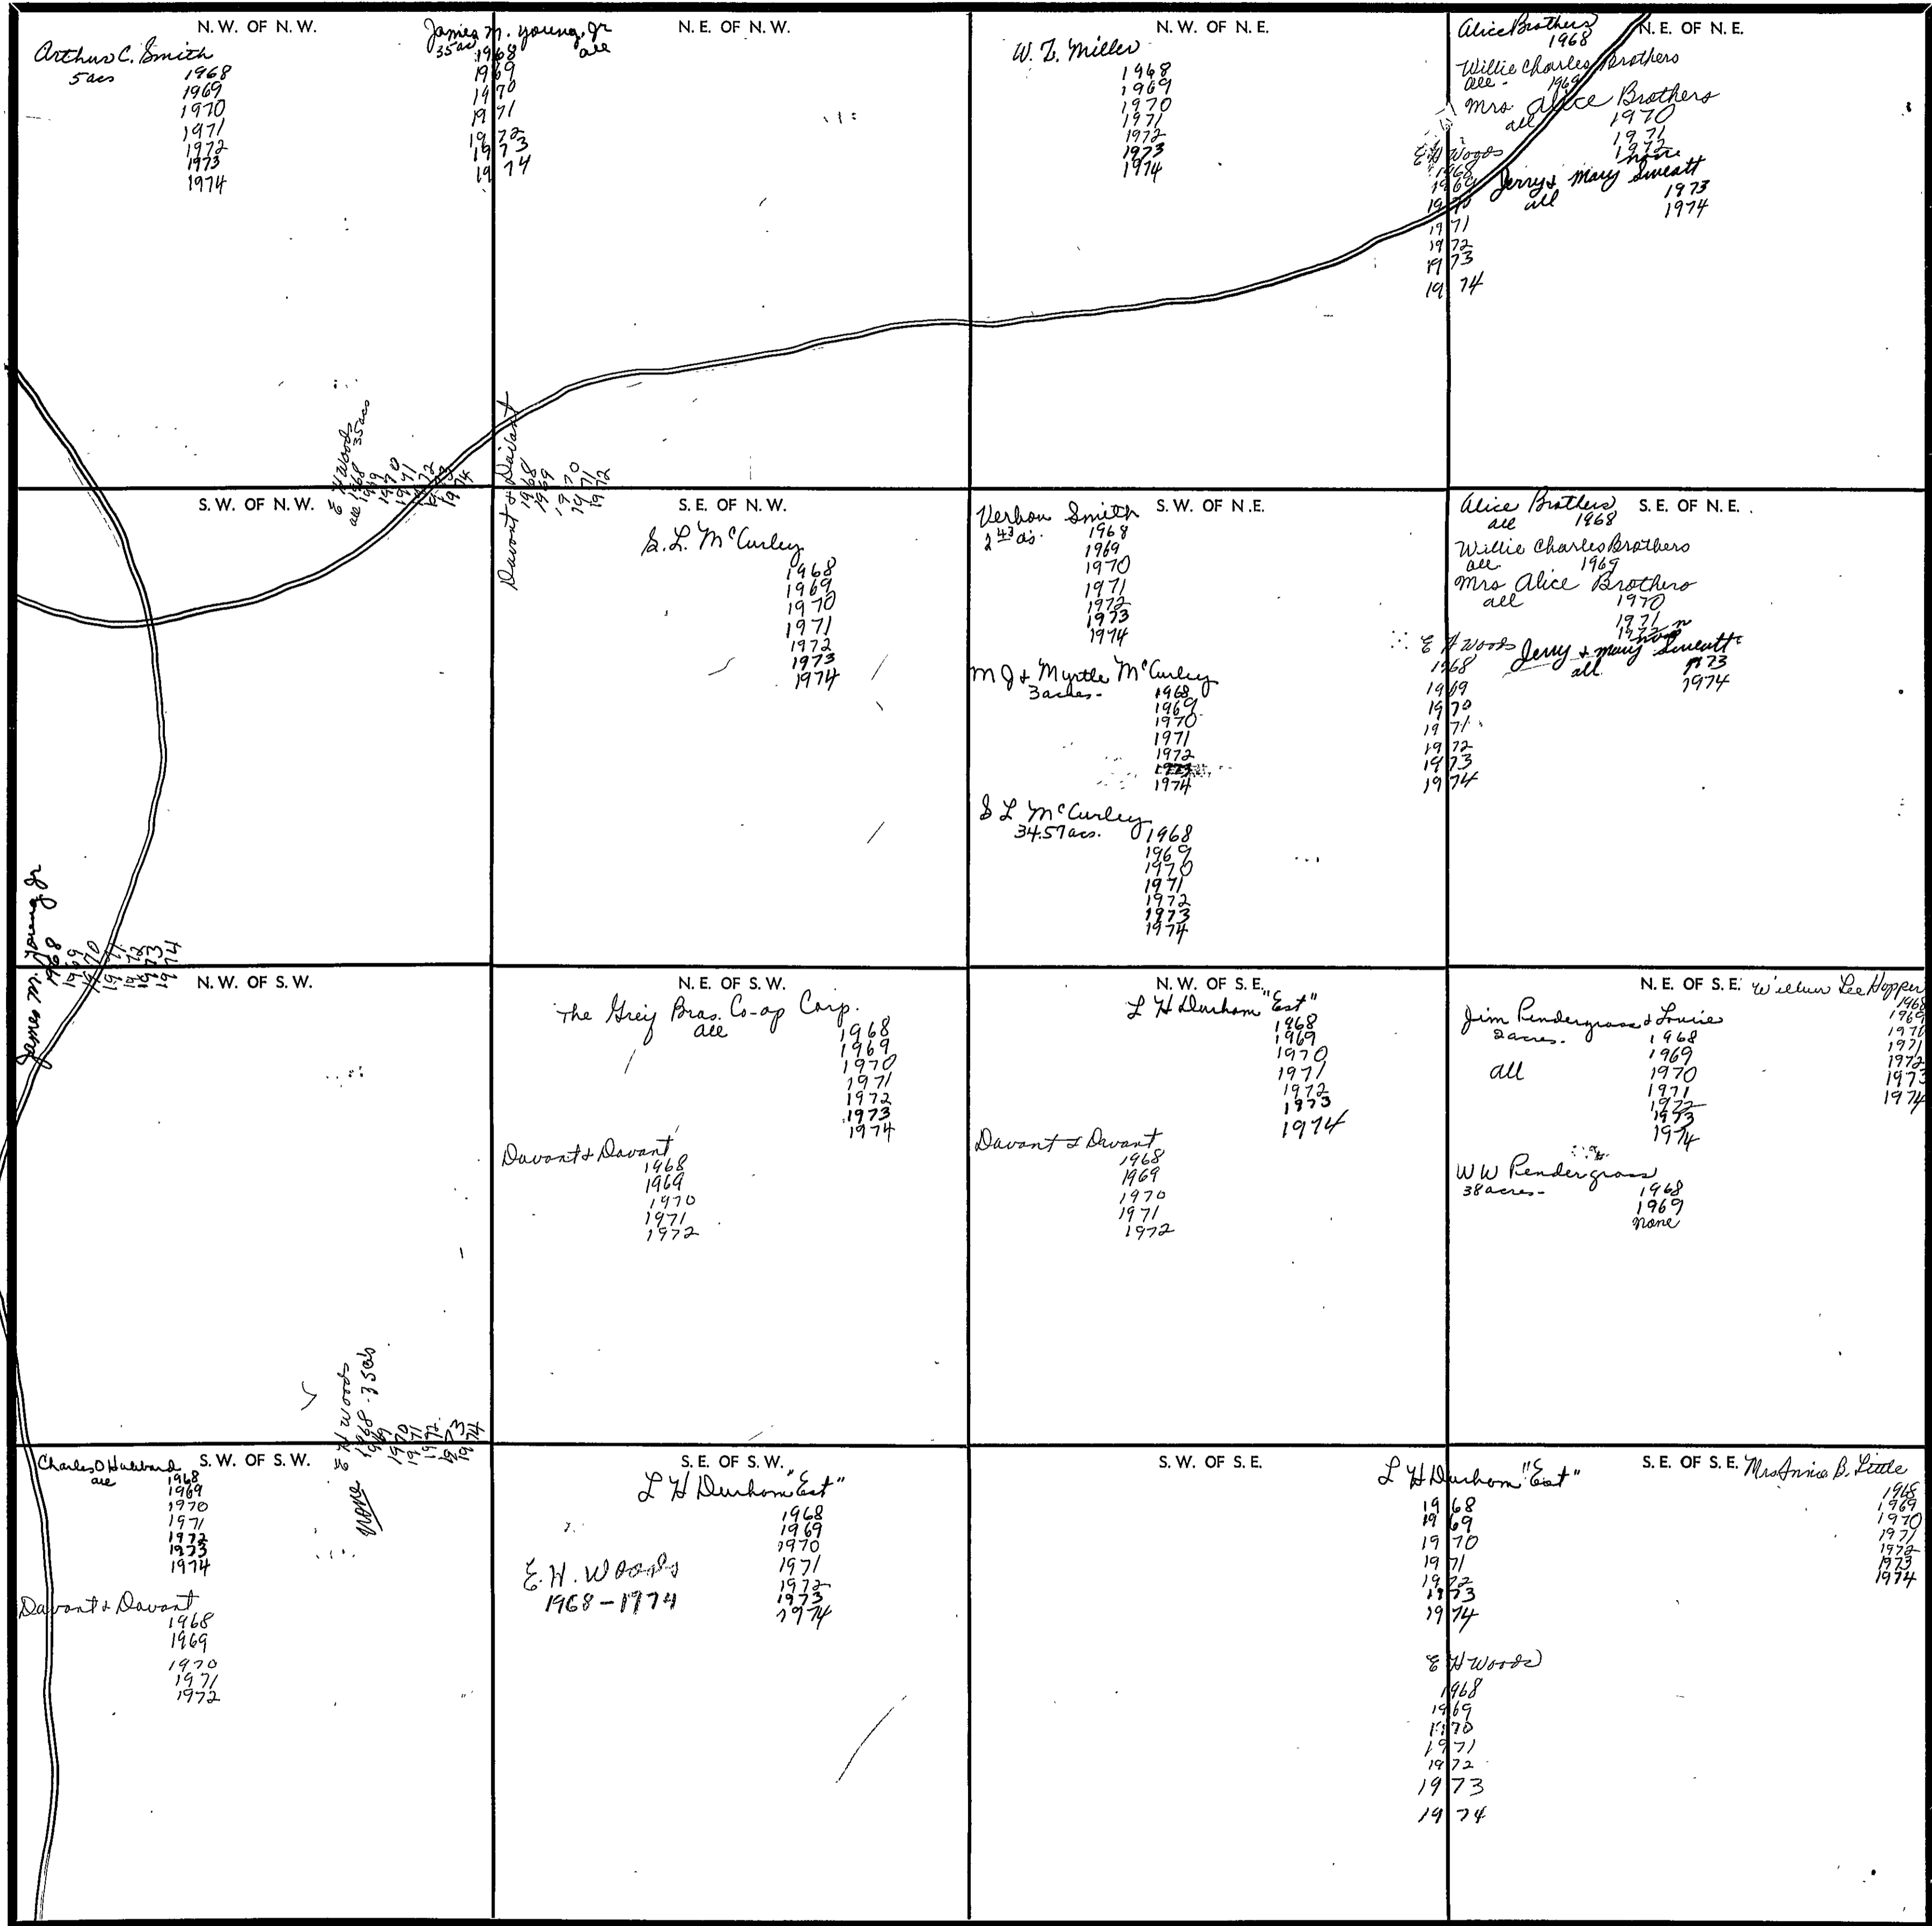 N.W. OF N.W.
Arthur C. Smith
5 acs
1968
1969
1970
1971
1972
1973
1974
James M. Young, Jr
35 ac
all
1968
1969
1970
1971
1972
1973
1974
N.E. OF N.W.
N.W. OF N.E.
W. Z. Miller
1968
1969
1970
1971
1972
1973
1974
N.E. OF N.E.
Alice Brothers
1968
Willie Charles Brothers
all - 1969
Mrs Alice Brothers
all
1970
1971
1972
none
Jerry & Mary Sweatt
all
1973
1974
E H Woods
1968
1969
1970
1971
1972
1973
1974
E H Woods
all 1968 35 acs
1969
1970
1971
1972
1973
1974
Davant & Davant
1968
1969
1970
1971
1972
S.W. OF N.W.
S.E. OF N.W.
S. L. McCurley
1968
1969
1970
1971
1972
1973
1974
S.W. OF N.E.
Verhon Smith
2 43 a's.
1968
1969
1970
1971
1972
1973
1974
M J & Myrtle McCurley
3 acres -
1968
1969
1970
1971
1972
1973
1974
S L McCurley
34.57 acs.
1968
1969
1970
1971
1972
1973
1974
S.E. OF N.E.
Alice Brothers
all 1968
Willie Charles Brothers
all 1969
Mrs Alice Brothers
all 1970
1971
1972
none
Jerry & Mary Sweatt
all
1973
1974
E H Woods
1968
1969
1970
1971
1972
1973
1974
James M. Young Jr
1968
1969
1970
1971
1972
1973
1974
N.W. OF S.W.
N.E. OF S.W.
The Greif Bros. Co-op Corp.
all
1968
1969
1970
1971
1972
1973
1974
Davant & Davant
1968
1969
1970
1971
1972
N.W. OF S.E.
L H Durham "Est"
1968
1969
1970
1971
1972
1973
1974
Davant & Davant
1968
1969
1970
1971
1972
N.E. OF S.E.
Jim Pendergrass & Louise
2 acres.
all
1968
1969
1970
1971
1972
1973
1974
Lee Hopper
1968
1969
1970
1971
1972
1973
1974
W W Pendergrass
38 acres -
1968
1969
none
E H Woods
1968 - 35 a's
1969
1970
1971
1972
1973
1974
none
S.W. OF S.W.
Charles O Hubbard
all
1968
1969
1970
1971
1972
1973
1974
Davant & Davant
1968
1969
1970
1971
1972
S.E. OF S.W.
L H Durham "Est"
1968
1969
1970
1971
1972
1973
1974
E. H. Woods
1968 - 1974
S.W. OF S.E.
L H Durham "Est"
1968
1969
1970
1971
1972
1973
1974
E H Woods
1968
1969
1970
1971
1972
1973
1974
S.E. OF S.E.
Mrs Annie B. Little
1968
1969
1970
1971
1972
1973
1974